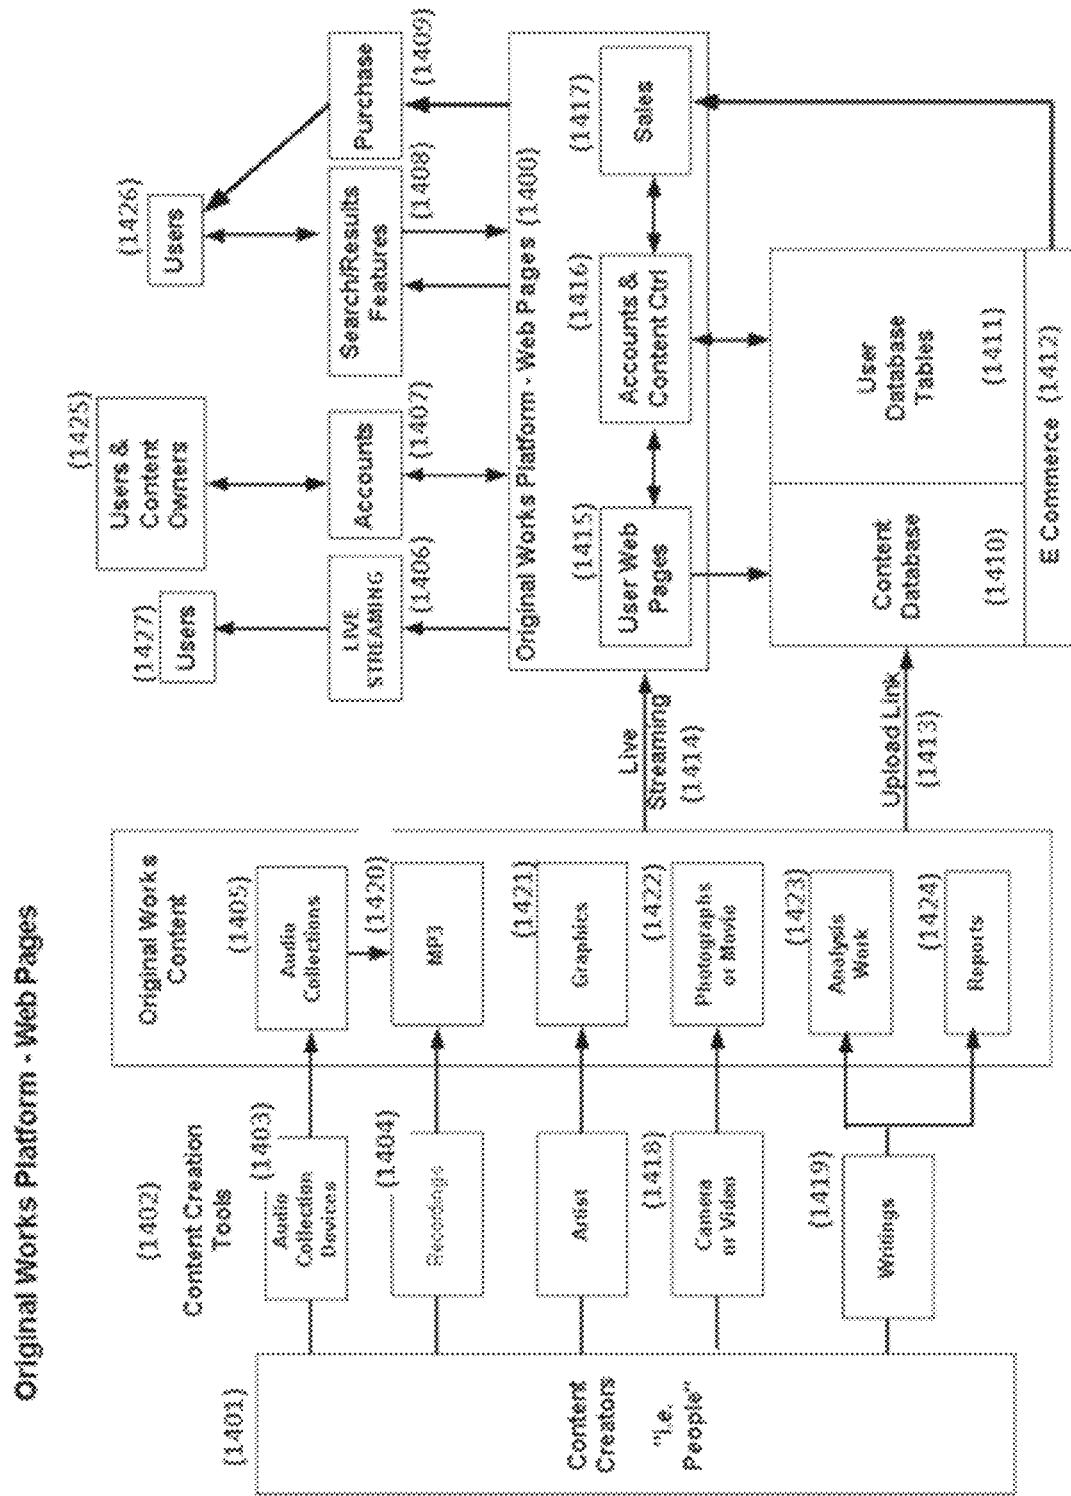 Original Works Platform - Web Pages
{1401}
Content
Creators
"i.e.
People"
{1402}
Content Creation
Tools
{1403}
Audio
Collection
Devices
{1404}
Recordings
Artist
{1418}
Camera
or Video
{1419}
Writings
Original Works
Content
{1405}
Audio
Collections
{1420}
MP3
{1421}
Graphics
{1422}
Photographs
or Movie
{1423}
Analysis
Work
{1424}
Reports
Live
Streaming
{1414}
Upload Link
{1413}
{1427}
Users
{1425}
Users &
Content
Owners
{1426}
Users
LIVE
STREAMING
{1406}
Accounts
{1407}
Search/Results
Features
{1408}
Purchase
{1409}
Original Works Platform - Web Pages {1400}
{1415}
User Web
Pages
{1416}
Accounts &
Content Ctrl
{1417}
Sales
Content
Database
{1410}
User
Database
Tables
{1411}
E Commerce {1412}